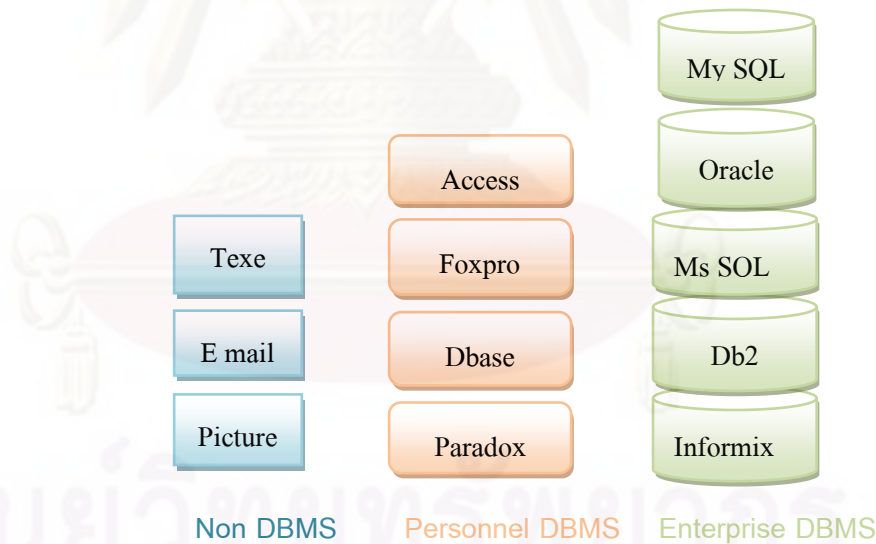 My SQL
Oracle
Access
Texe
Foxpro
Ms SQL
E mail
Dbase
Db2
Picture
Paradox
Informix
Non DBMS
Personnel DBMS
Enterprise DBMS